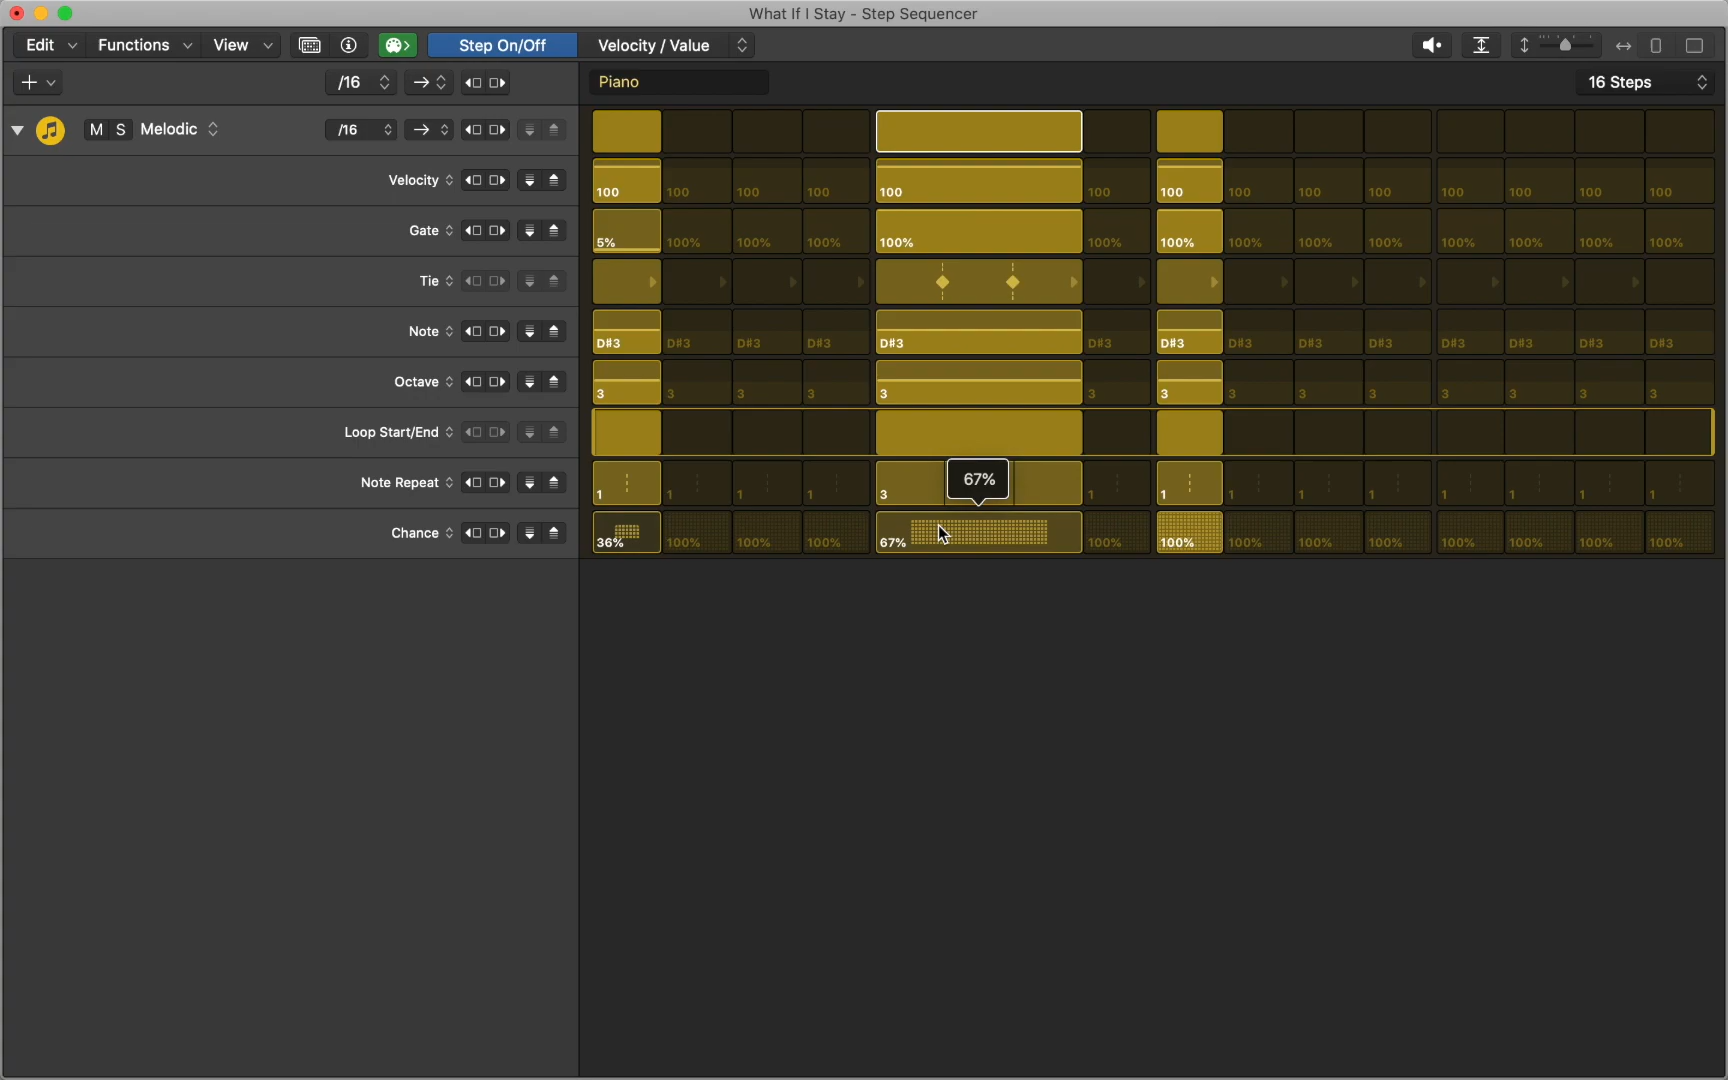 What If I Stay - Step Sequencer
Edit Functions View Step On/Off Velocity / Value
/16 Piano 16 Steps
M S Melodic /16
Velocity 100 100 100 100 100 100 100 100 100 100 100 100 100 100
Gate 5% 100% 100% 100% 100% 100% 100% 100% 100% 100% 100% 100% 100% 100%
Tie
Note D#3 D#3 D#3 D#3 D#3 D#3 D#3 D#3 D#3 D#3 D#3 D#3 D#3 D#3
Octave 3 3 3 3 3 3 3 3 3 3 3 3 3 3
Loop Start/End
67%
Note Repeat 1 1 1 1 3 1 1 1 1 1 1 1 1 1
Chance 36% 100% 100% 100% 67% 100% 100% 100% 100% 100% 100% 100% 100% 100%